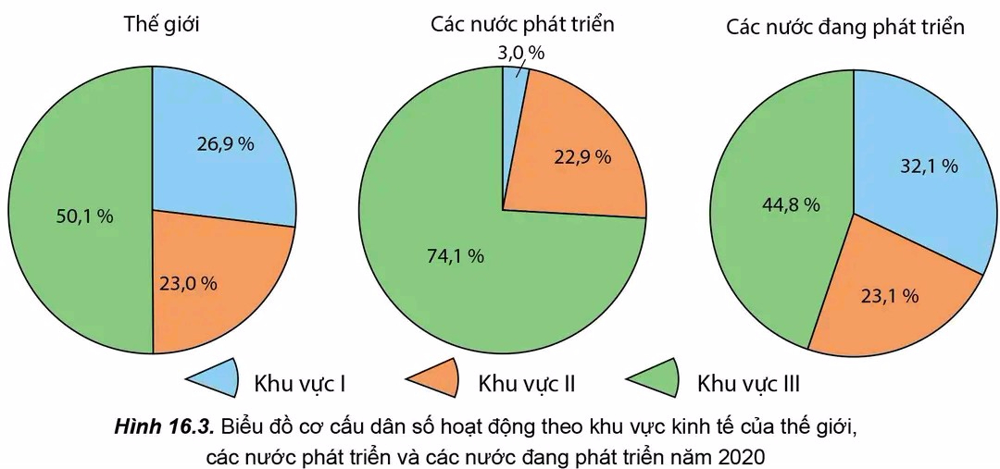 Thế giới
Các nước phát triển
Các nước đang phát triển
3,0 %
26,9 %
22,9 %
32,1 %
50,1 %
44,8 %
74,1 %
23,0 %
23,1 %
Khu vực I
Khu vực II
Khu vực III
Hình 16.3. Biểu đồ cơ cấu dân số hoạt động theo khu vực kinh tế của thế giới,
các nước phát triển và các nước đang phát triển năm 2020